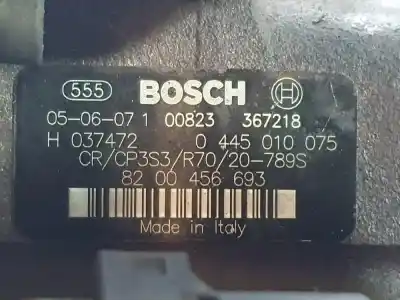 555 BOSCH
05-06-07 1 00823 367218
H 037472 0 445 010 075
CR/CP3S3/R70/20-789S
82 00 456 693
Made in Italy